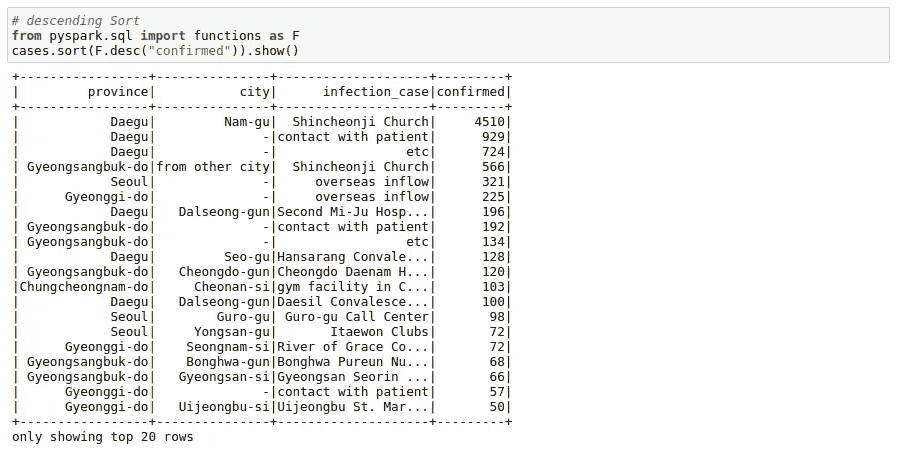 # descending Sort
from pyspark.sql import functions as F
cases.sort(F.desc("confirmed")).show()
+-----------------+---------------+--------------------+---------+
|         province|           city|      infection_case|confirmed|
+-----------------+---------------+--------------------+---------+
|            Daegu|         Nam-gu|  Shincheonji Church|     4510|
|            Daegu|              -|contact with patient|      929|
|            Daegu|              -|                 etc|      724|
| Gyeongsangbuk-do|from other city|  Shincheonji Church|      566|
|            Seoul|              -|     overseas inflow|      321|
|      Gyeonggi-do|              -|     overseas inflow|      225|
|            Daegu|   Dalseong-gun|Second Mi-Ju Hosp...|      196|
| Gyeongsangbuk-do|              -|contact with patient|      192|
| Gyeongsangbuk-do|              -|                 etc|      134|
|            Daegu|         Seo-gu|Hansarang Convale...|      128|
| Gyeongsangbuk-do|   Cheongdo-gun|Cheongdo Daenam H...|      120|
|Chungcheongnam-do|     Cheonan-si|gym facility in C...|      103|
|            Daegu|   Dalseong-gun|Daesil Convalesce...|      100|
|            Seoul|        Guro-gu| Guro-gu Call Center|       98|
|            Seoul|     Yongsan-gu|       Itaewon Clubs|       72|
|      Gyeonggi-do|    Seongnam-si|River of Grace Co...|       72|
| Gyeongsangbuk-do|    Bonghwa-gun|Bonghwa Pureun Nu...|       68|
| Gyeongsangbuk-do|   Gyeongsan-si|Gyeongsan Seorin ...|       66|
|      Gyeonggi-do|              -|contact with patient|       57|
|      Gyeonggi-do|   Uijeongbu-si|Uijeongbu St. Mar...|       50|
+-----------------+---------------+--------------------+---------+
only showing top 20 rows